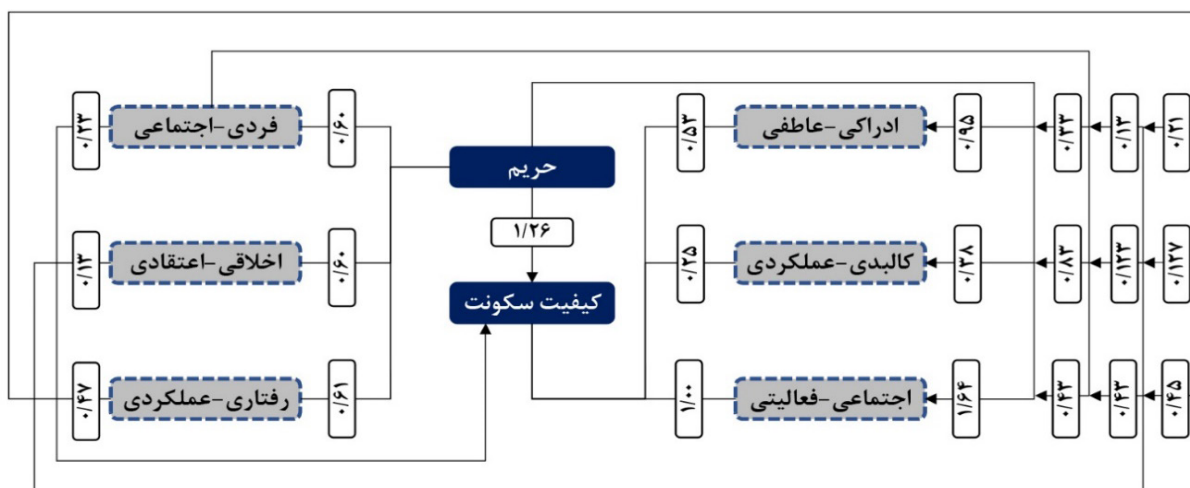 ۰/۲۱
۰/۱۳
۰/۳۳
۰/۹۵
ادراکی-عاطفی
۰/۵۳
۰/۶۰
فردی-اجتماعی
۰/۲۳
حریم
۱/۲۶
۰/۱۲۷
۰/۱۲۳
۰/۸۳
۰/۳۸
کالبدی-عملکردی
۰/۲۵
۰/۶۰
اخلاقی-اعتقادی
۰/۱۳
کیفیت سکونت
۰/۴۵
۰/۴۳
۰/۴۳
۱/۶۴
اجتماعی-فعالیتی
۱/۰۰
۰/۶۱
رفتاری-عملکردی
۰/۴۷